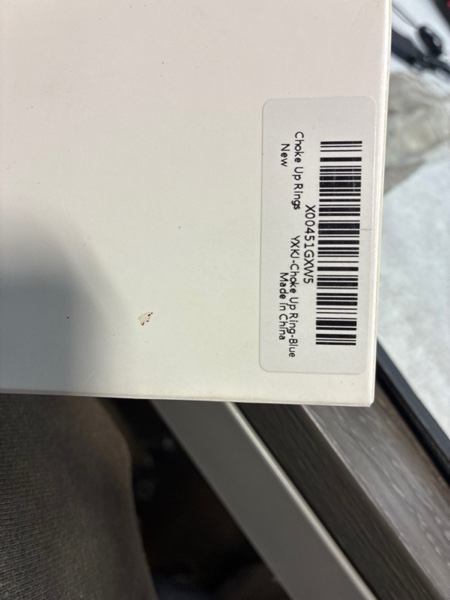 X00451GXW5
Choke Up Rings YXKJ-Choke Up Ring-Blue
New Made in China